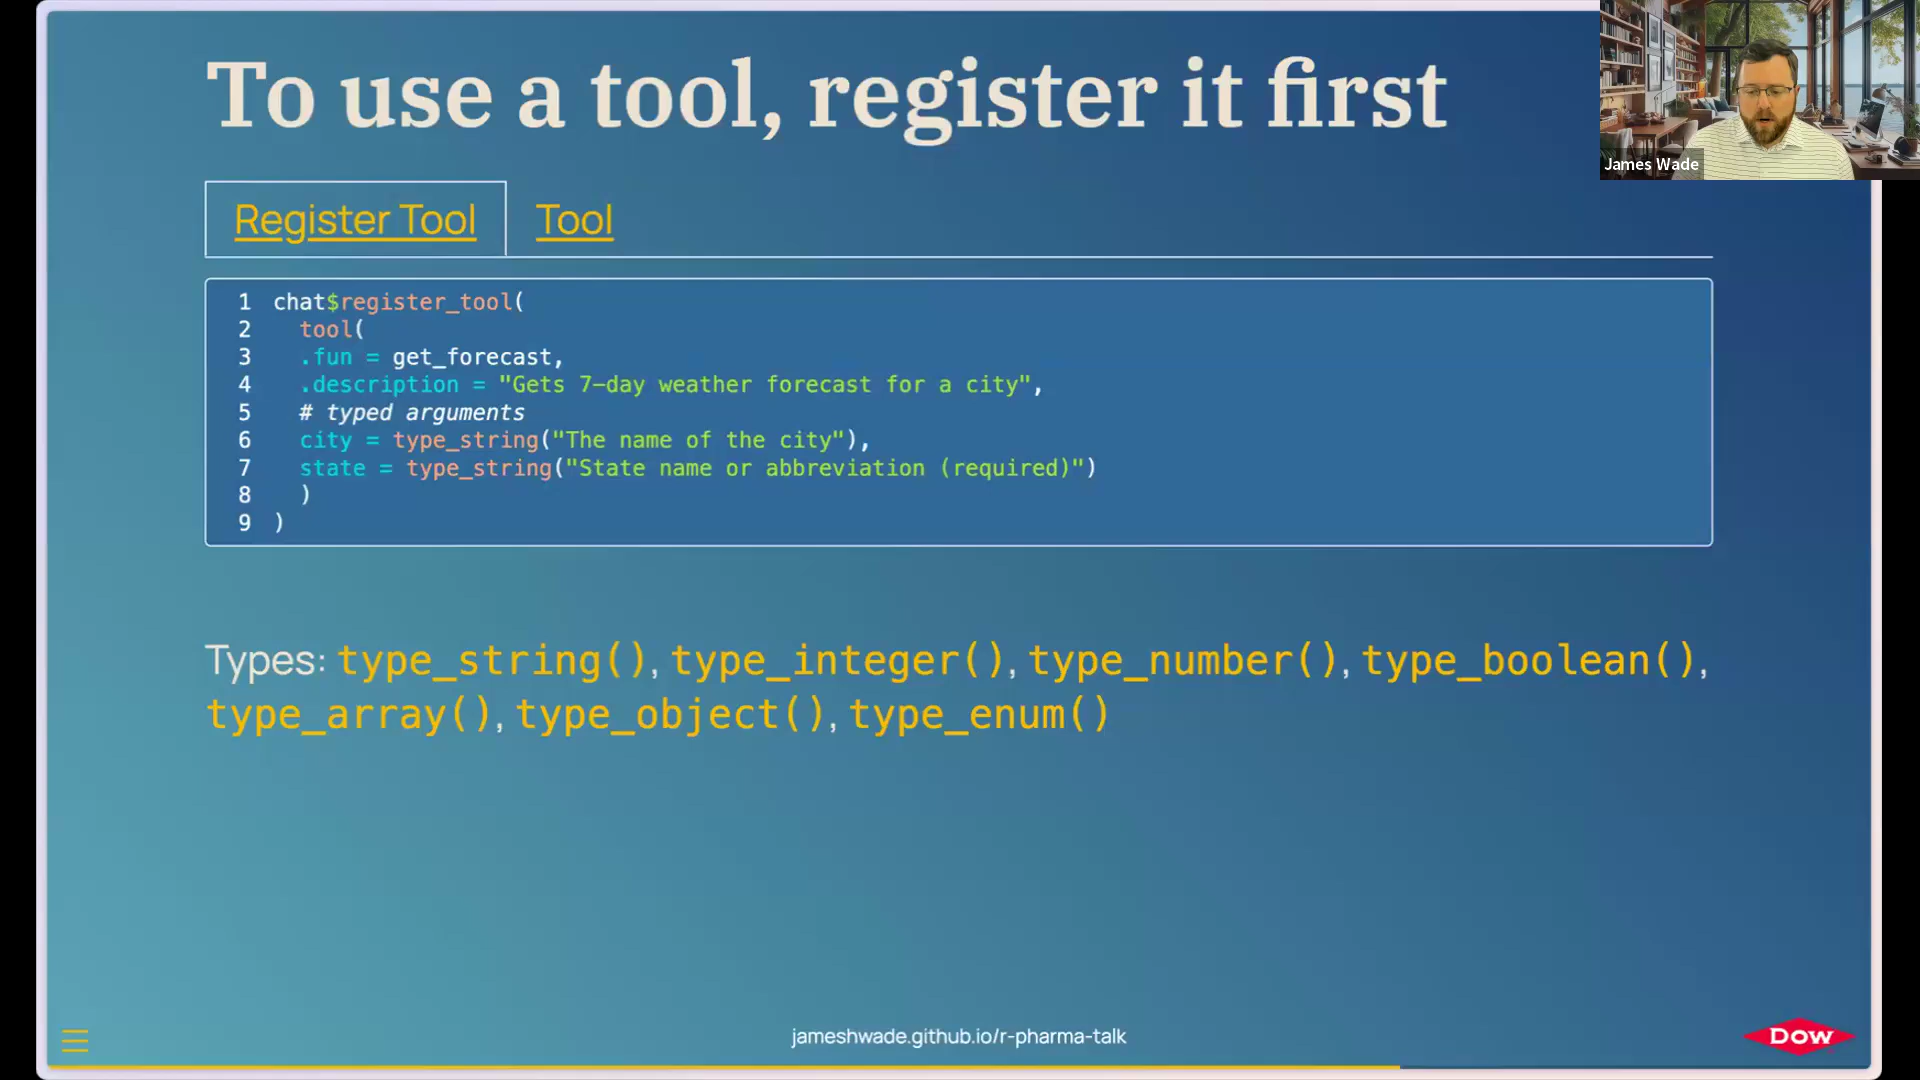 To use a tool, register it first
James Wade
Register Tool Tool
1 chat$register_tool(
2 tool(
3 .fun = get_forecast,
4 .description = "Gets 7-day weather forecast for a city",
5 # typed arguments
6 city = type_string("The name of the city"),
7 state = type_string("State name or abbreviation (required)")
8 )
9 )
Types: type_string(), type_integer(), type_number(), type_boolean(),
type_array(), type_object(), type_enum()
jameshwade.github.io/r-pharma-talk
Dow